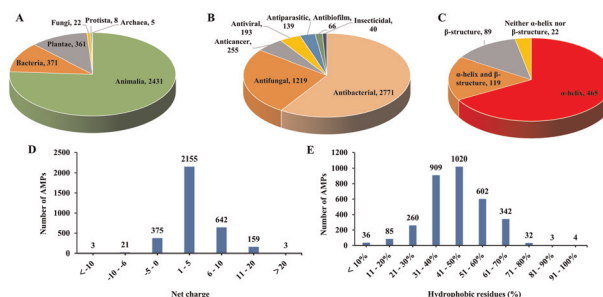 A
Fungi, 22
Protista, 8
Archaea, 5
Plantae, 361
Bacteria, 371
Animalia, 2431
B
Antiparasitic, 139
Antibiofilm, 66
Insecticidal, 40
Antiviral, 193
Anticancer, 255
Antifungal, 1219
Antibacterial, 2771
C
Neither α-helix nor
β-structure, 22
β-structure, 89
α-helix and β-
structure, 119
α-helix, 465
D
Number of AMPs
2500
2000
1500
1000
500
0
3
21
375
2155
642
159
3
< -10
-10 - -6
-5 - 0
1 - 5
6 - 10
11 - 20
> 20
Net charge
E
Number of AMPs
1200
1000
800
600
400
200
0
36
85
260
909
1020
602
342
32
3
4
< 10%
11 - 20%
21 - 30%
31 - 40%
41 - 50%
51 - 60%
61 - 70%
71 - 80%
81 - 90%
91 - 100%
Hydrophobic residues (%)